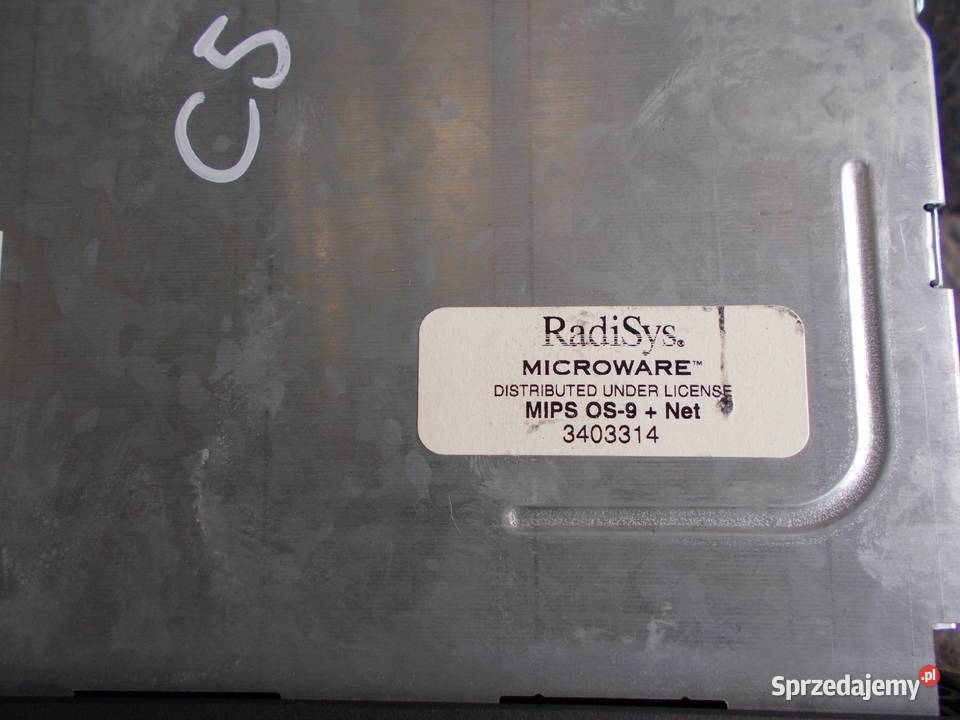 C5
RadiSys.
MICROWARE™
DISTRIBUTED UNDER LICENSE
MIPS OS-9 + Net
3403314
Sprzedajemy.pl